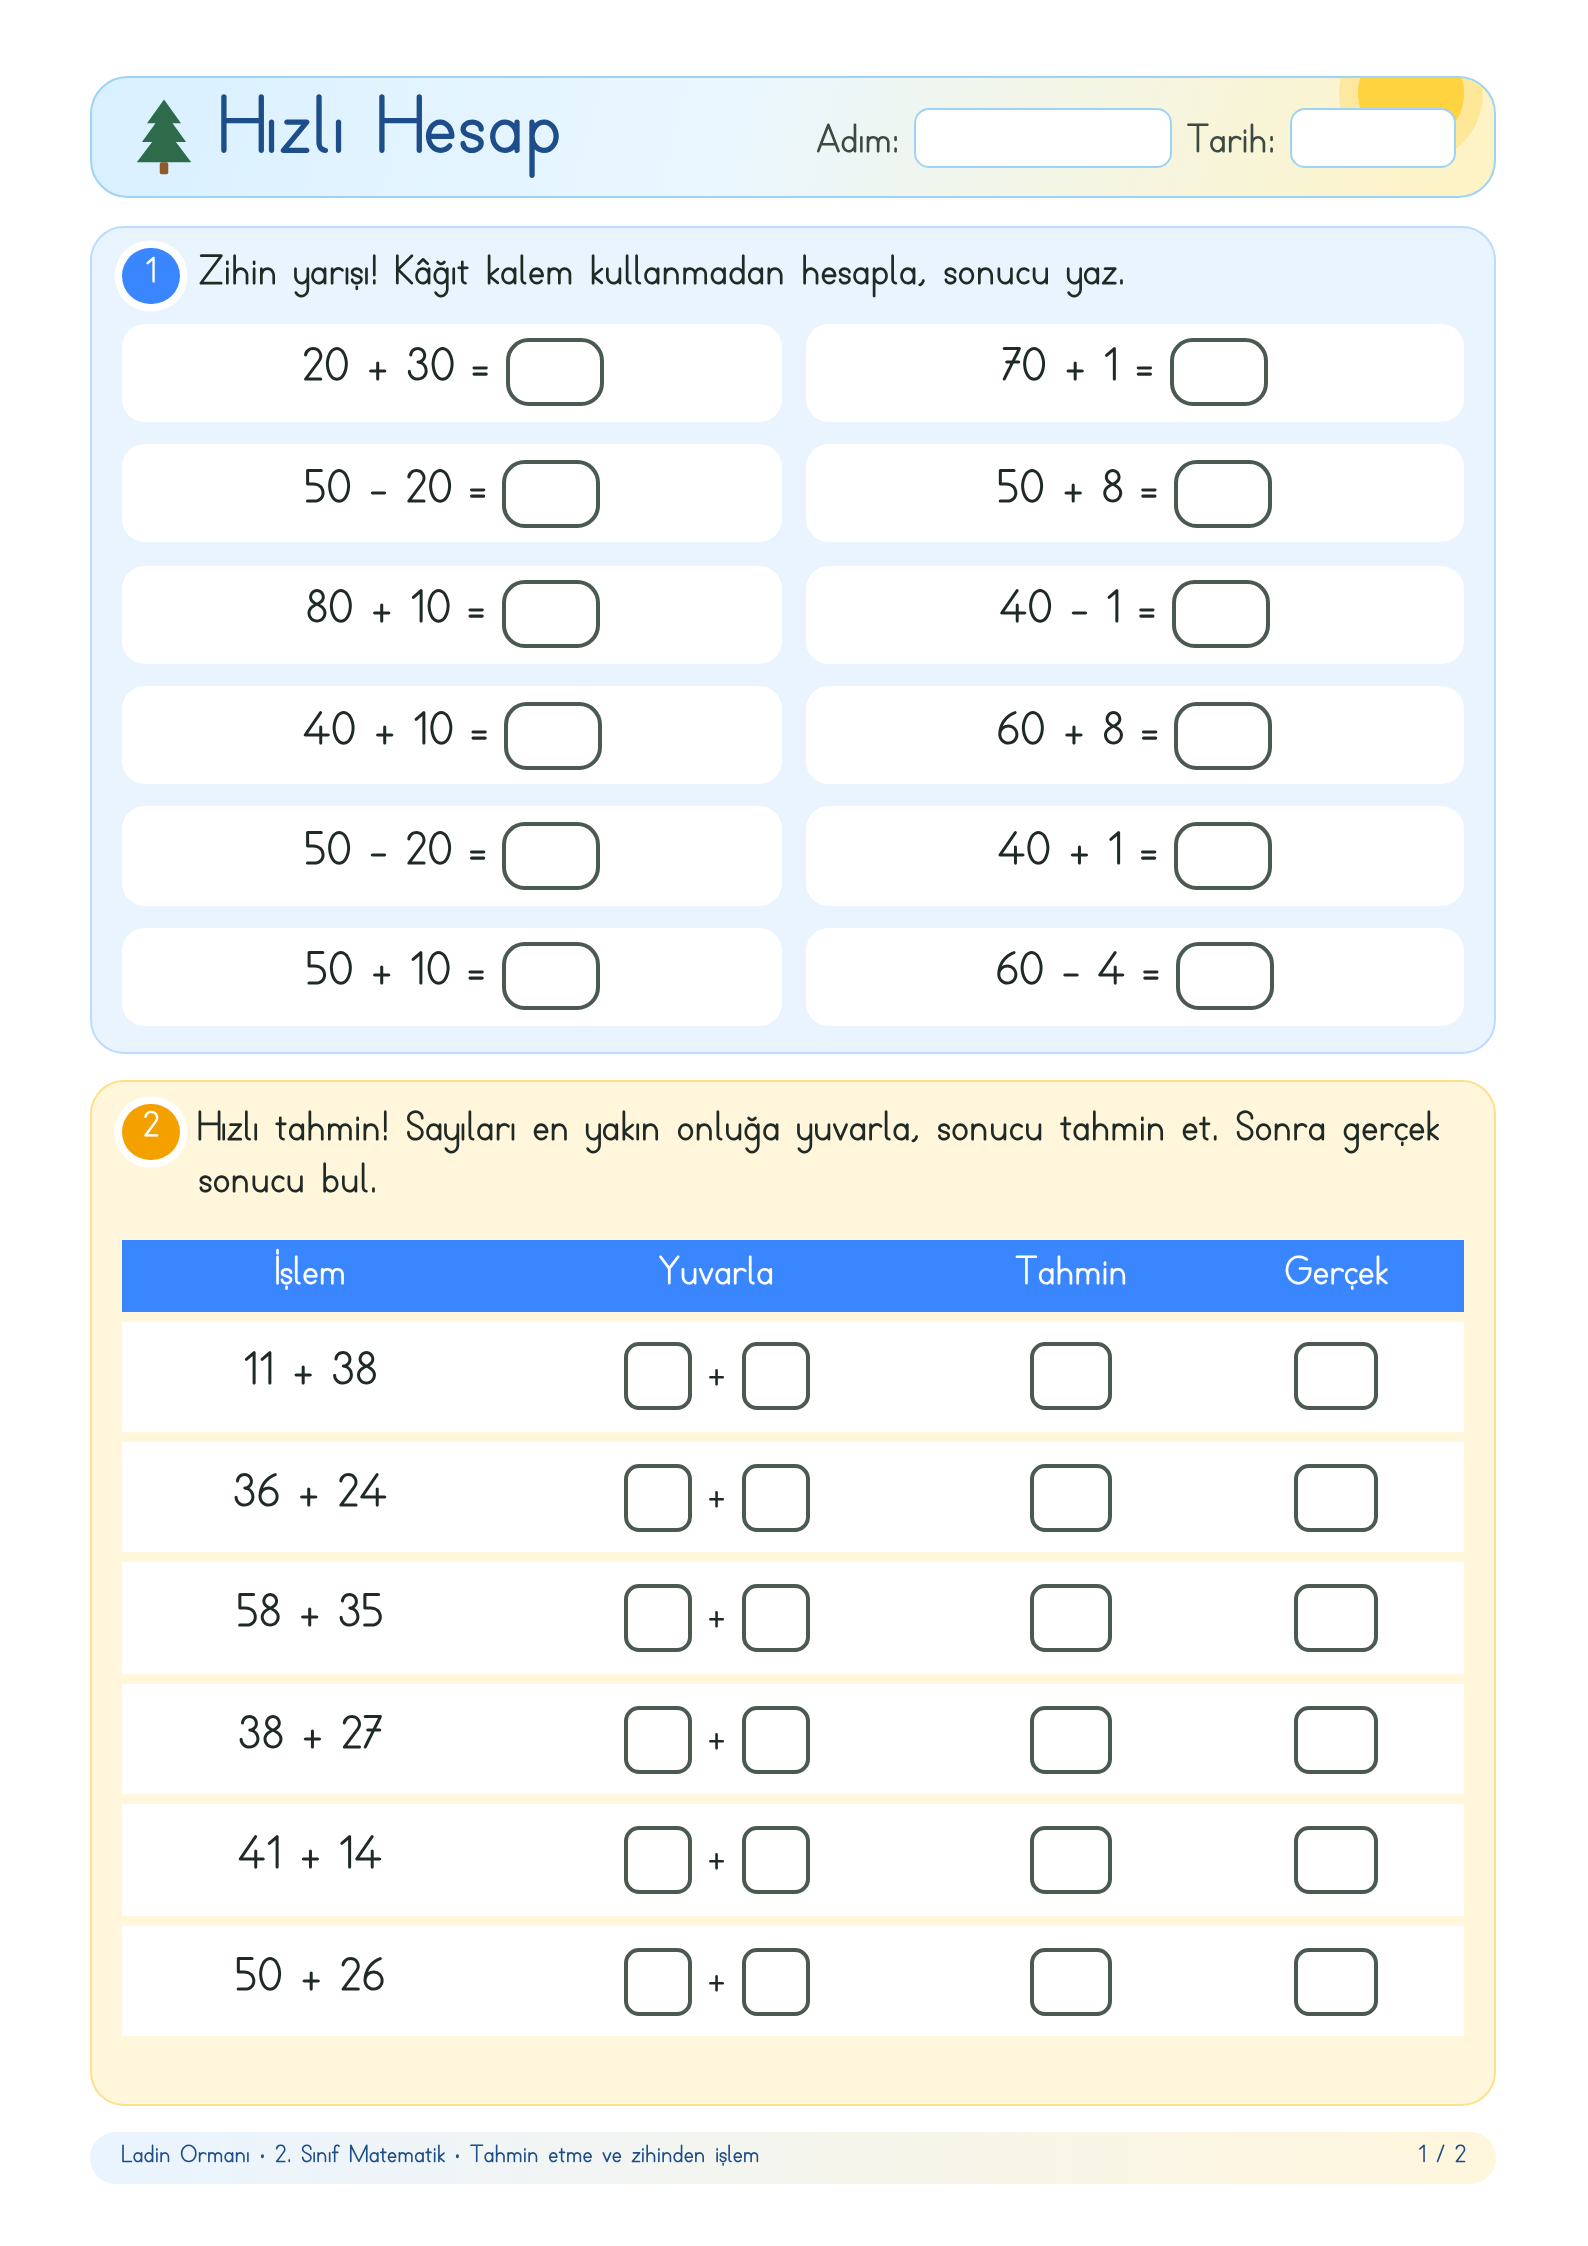 Hızlı Hesap Adım: Tarih:
1 Zihin yarışı! Kâğıt kalem kullanmadan hesapla, sonucu yaz.
20 + 30 = 70 + 1 =
50 - 20 = 50 + 8 =
80 + 10 = 40 - 1 =
40 + 10 = 60 + 8 =
50 - 20 = 40 + 1 =
50 + 10 = 60 - 4 =
2 Hızlı tahmin! Sayıları en yakın onluğa yuvarla, sonucu tahmin et. Sonra gerçek
sonucu bul.
İşlem Yuvarla Tahmin Gerçek
11 + 38 +
36 + 24 +
58 + 35 +
38 + 27 +
41 + 14 +
50 + 26 +
Ladin Ormanı • 2. Sınıf Matematik • Tahmin etme ve zihinden işlem 1 / 2